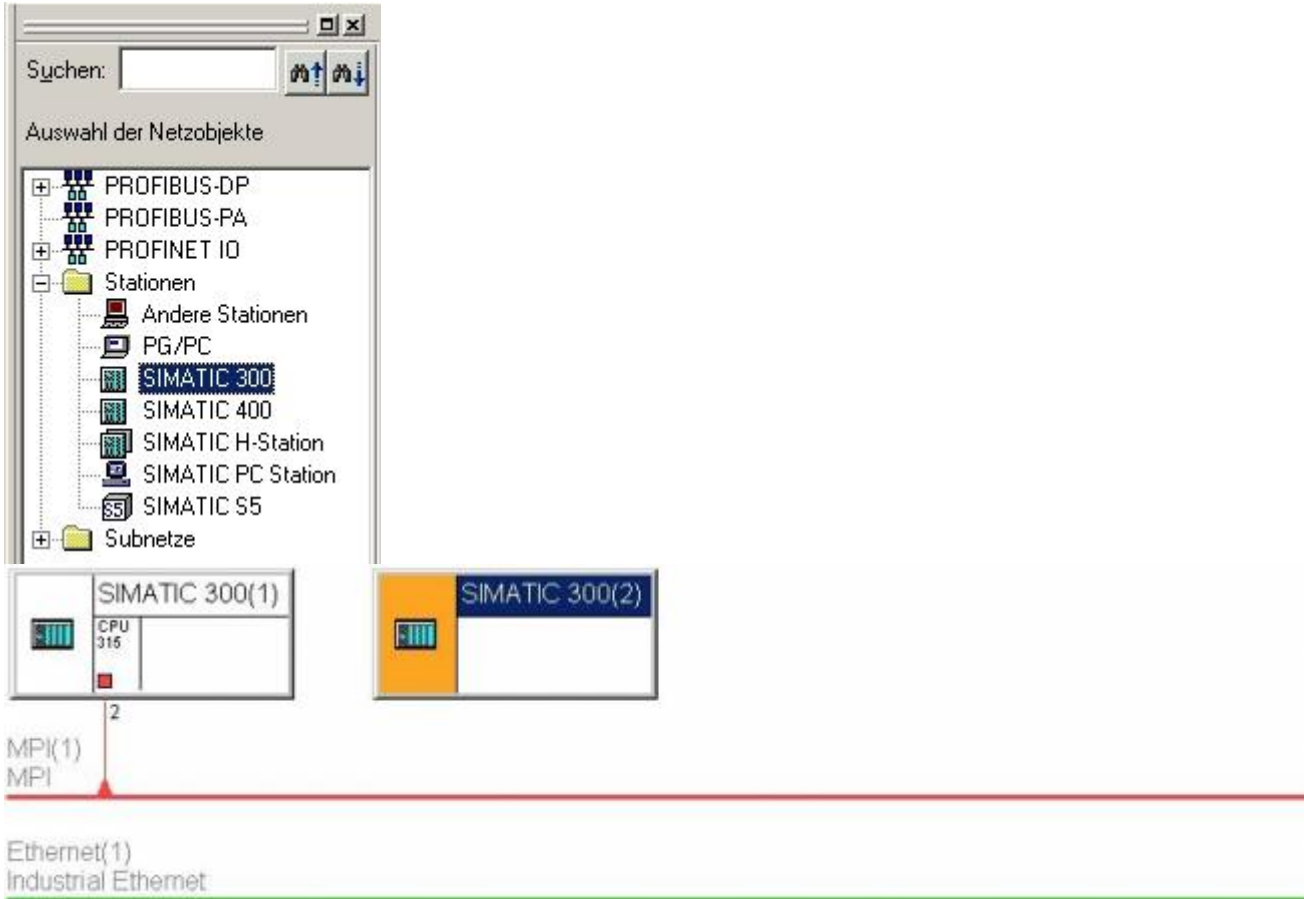 Suchen:
Auswahl der Netzobjekte
PROFIBUS-DP
PROFIBUS-PA
PROFINET IO
Stationen
Andere Stationen
PG/PC
SIMATIC 300
SIMATIC 400
SIMATIC H-Station
SIMATIC PC Station
S5 SIMATIC S5
Subnetze
SIMATIC 300(1)
CPU
315
SIMATIC 300(2)
2
MPI(1)
MPI
Ethernet(1)
Industrial Ethernet